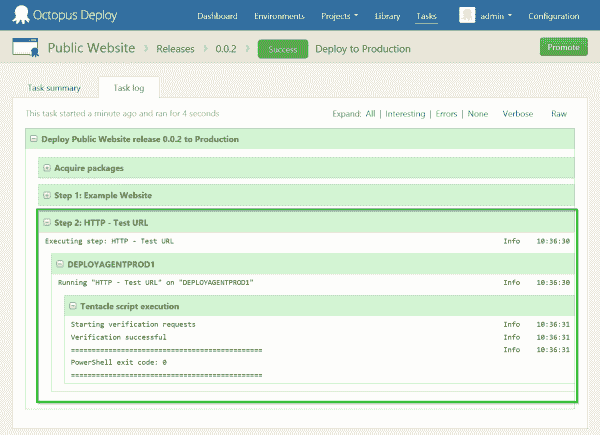 Octopus Deploy Dashboard Environments Projects Library Tasks admin Configuration
Public Website Releases 0.0.2 Success Deploy to Production Promote
Task summary Task log
This task started a minute ago and ran for 4 seconds Expand: All | Interesting | Errors | None Verbose Raw
Deploy Public Website release 0.0.2 to Production
Acquire packages
Step 1: Example Website
Step 2: HTTP - Test URL
Executing step: HTTP - Test URL Info 10:36:30
DEPLOYAGENTPROD1
Running "HTTP - Test URL" on "DEPLOYAGENTPROD1" Info 10:36:30
Tentacle script execution
Starting verification requests Info 10:36:31
Verification successful Info 10:36:31
============================================== Info 10:36:31
PowerShell exit code: 0
==============================================